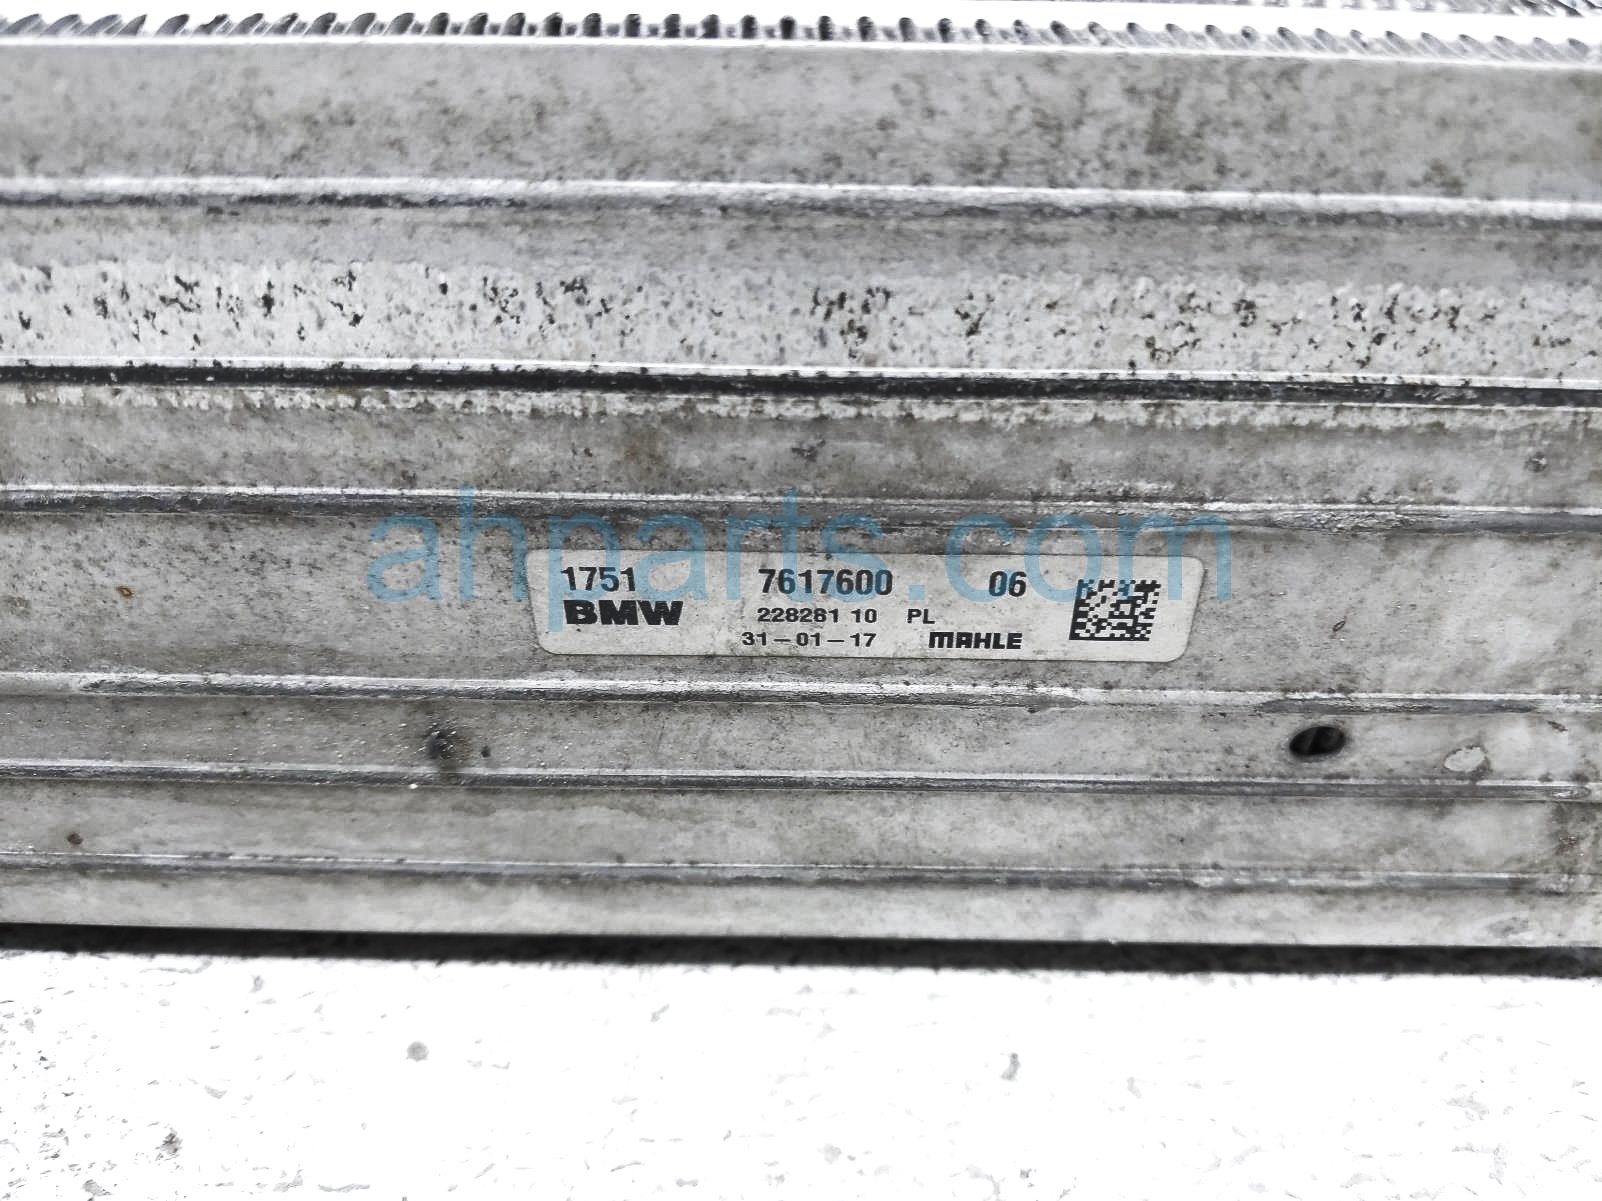 1751 7617600 06
BMW 228281 10 PL
31-01-17 MAHLE
ahparts.com